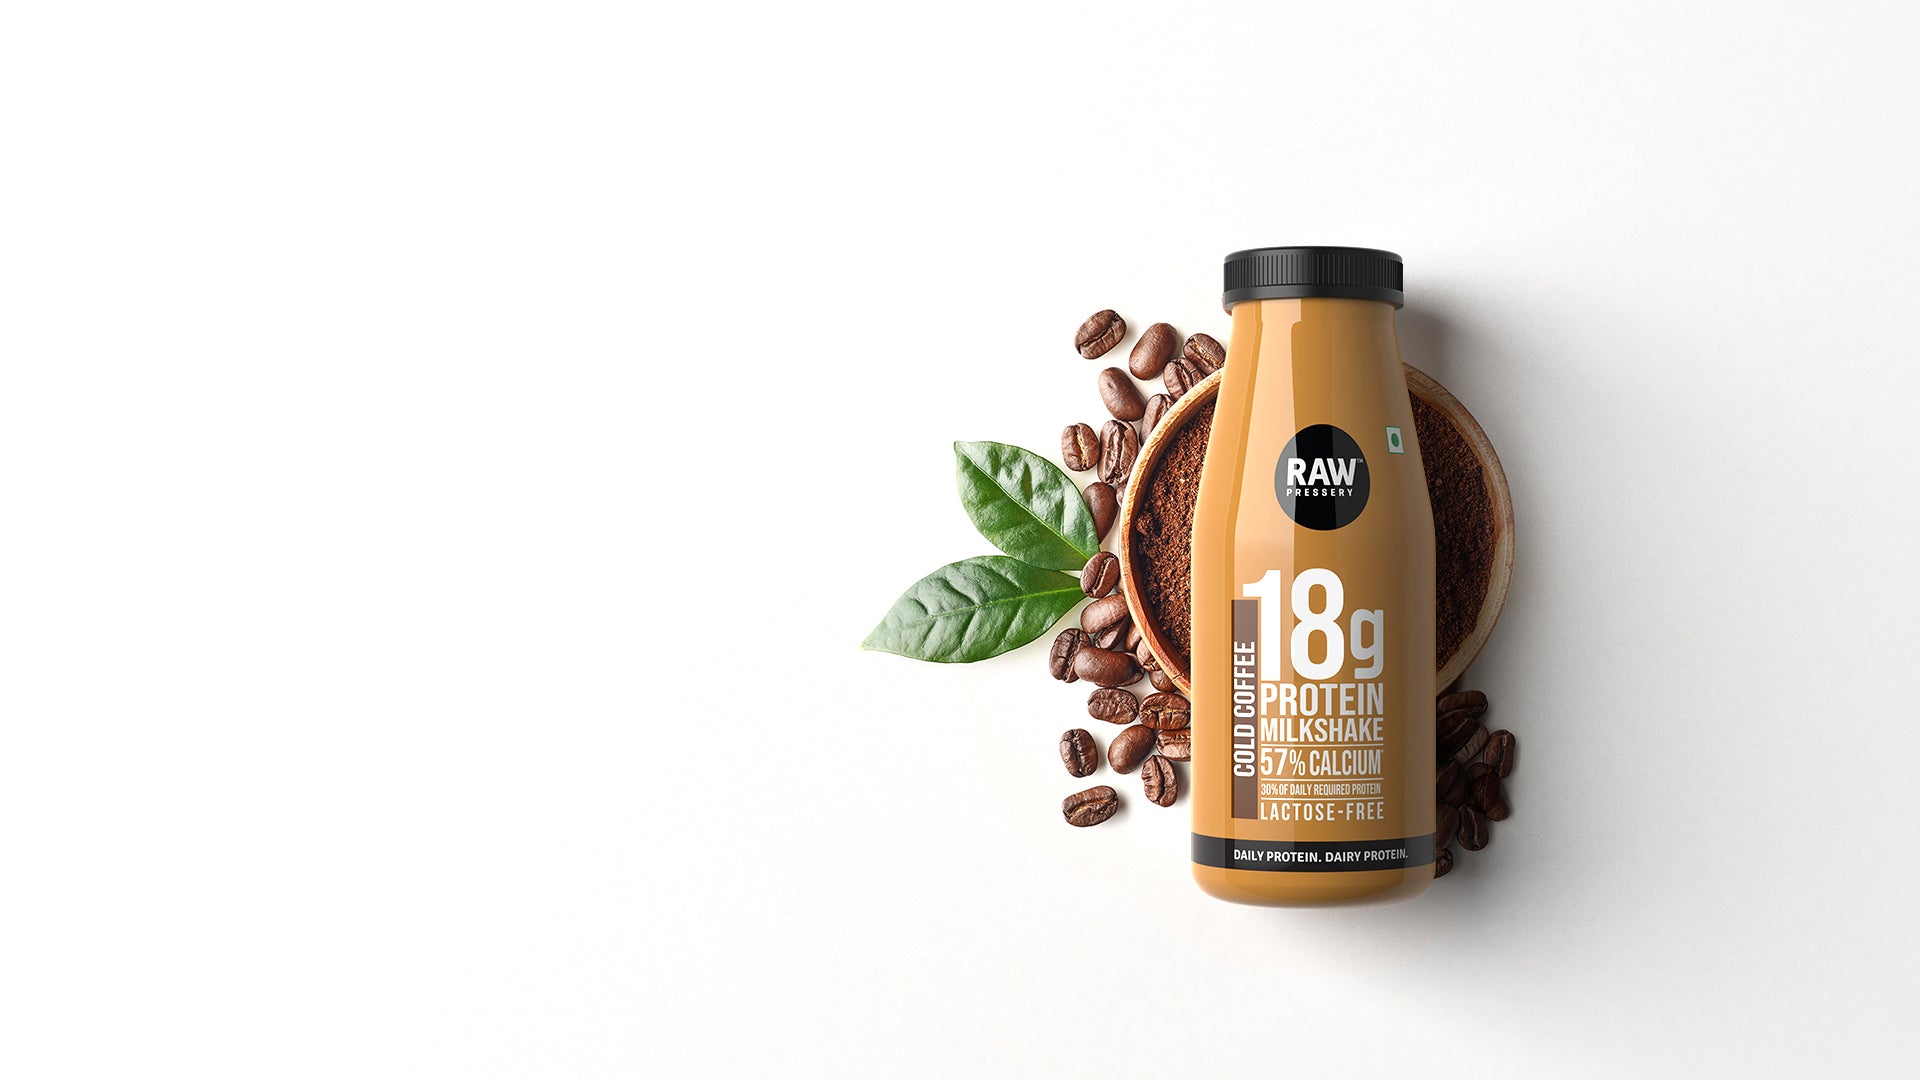 RAW™
PRESSERY
COLD COFFEE
18g
PROTEIN
MILKSHAKE
57% CALCIUM
30% OF DAILY REQUIRED PROTEIN
LACTOSE-FREE
DAILY PROTEIN. DAIRY PROTEIN.